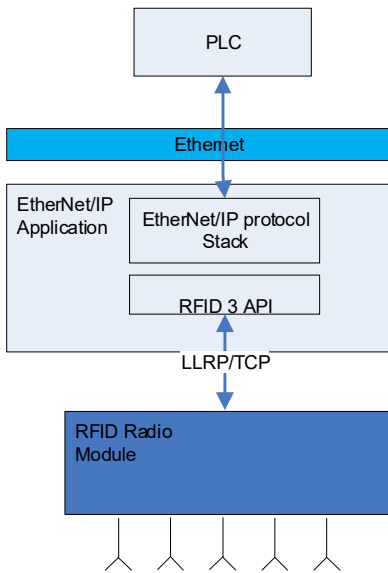 PLC
Ethernet
EtherNet/IP
Application
EtherNet/IP protocol
Stack
RFID 3 API
LLRP/TCP
RFID Radio
Module